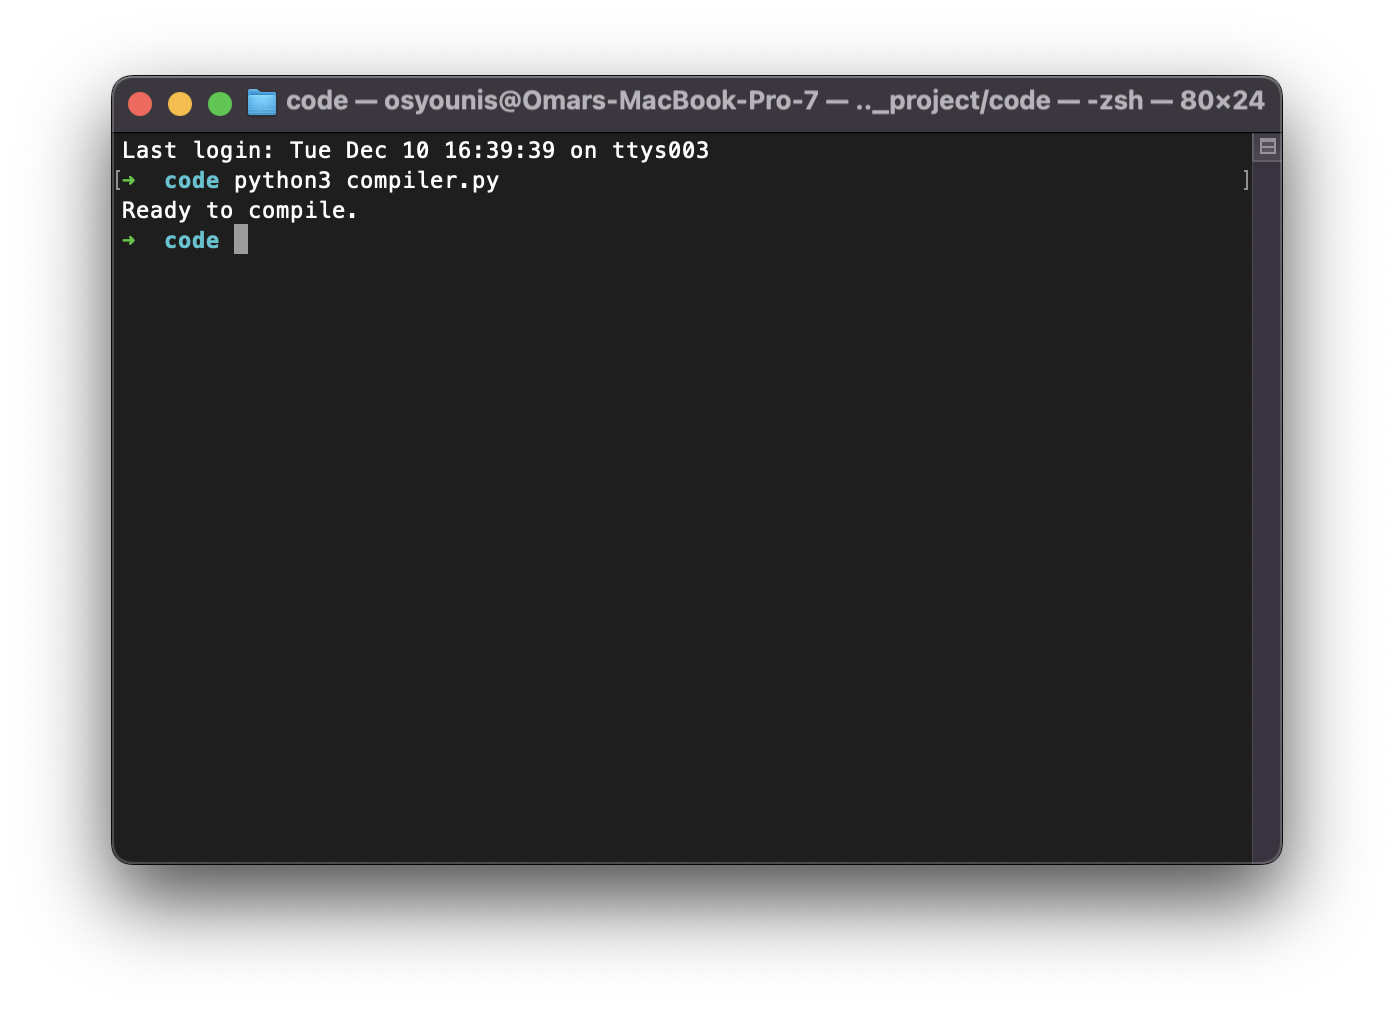 code — osyounis@Omars-MacBook-Pro-7 — .._project/code — -zsh — 80×24
Last login: Tue Dec 10 16:39:39 on ttys003
[➜  code python3 compiler.py ]
Ready to compile.
➜  code